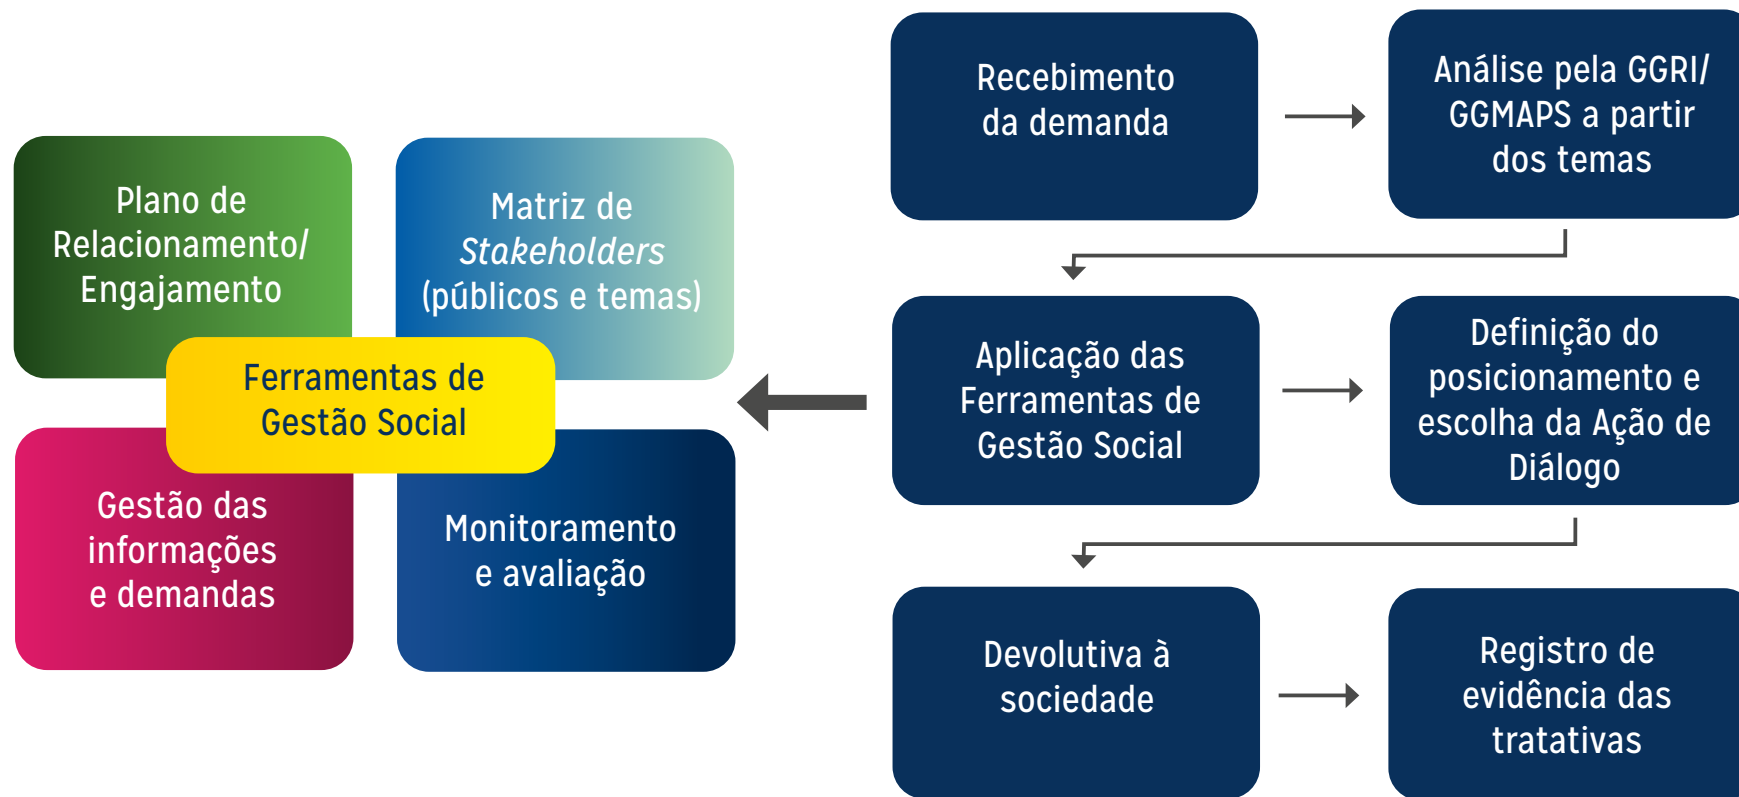 Plano de
Relacionamento/
Engajamento
Matriz de
Stakeholders
(públicos e temas)
Ferramentas de
Gestão Social
Gestão das
informações
e demandas
Monitoramento
e avaliação
Recebimento
da demanda
Análise pela GGRI/
GGMAPS a partir
dos temas
Aplicação das
Ferramentas de
Gestão Social
Definição do
posicionamento e
escolha da Ação de
Diálogo
Devolutiva à
sociedade
Registro de
evidência das
tratativas